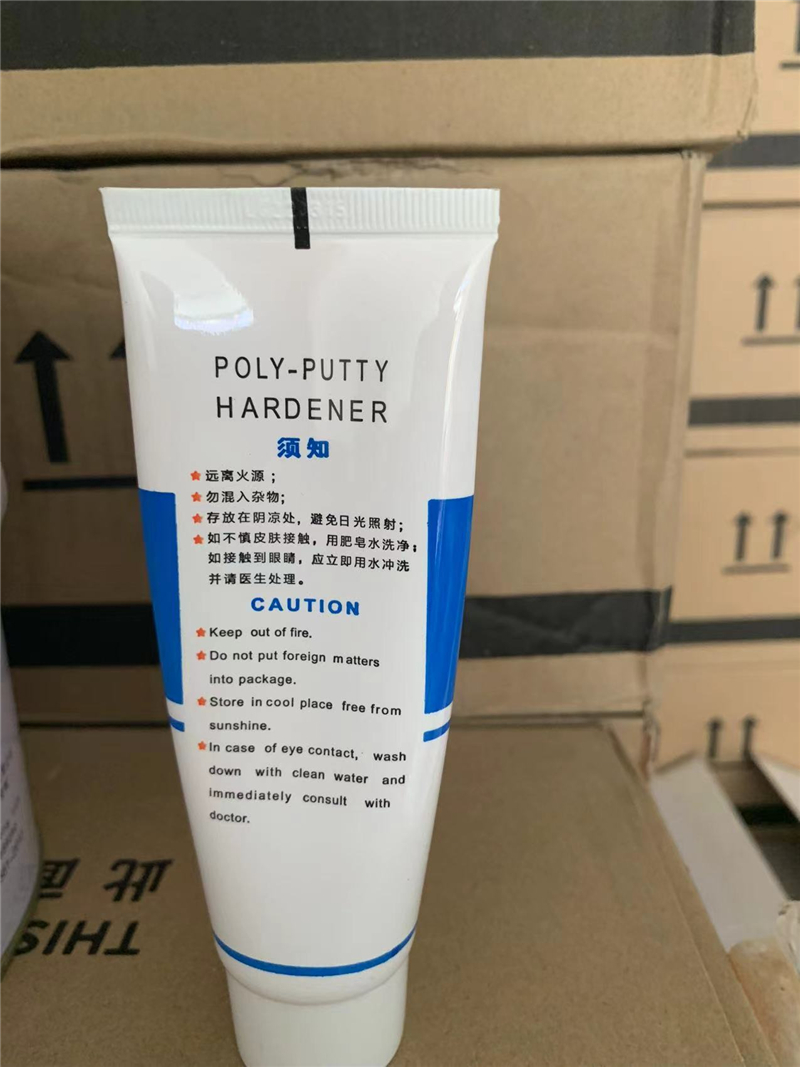 POLY-PUTTY
HARDENER
须知
远离火源；
勿混入杂物；
存放在阴凉处，避免日光照射；
如不慎皮肤接触，用肥皂水洗净；
如接触到眼睛，应立即用水冲洗
并请医生处理。
CAUTION
Keep out of fire.
Do not put foreign matters
into package.
Store in cool place free from
sunshine.
In case of eye contact, wash
down with clean water and
immediately consult with
doctor.
此面
THIS